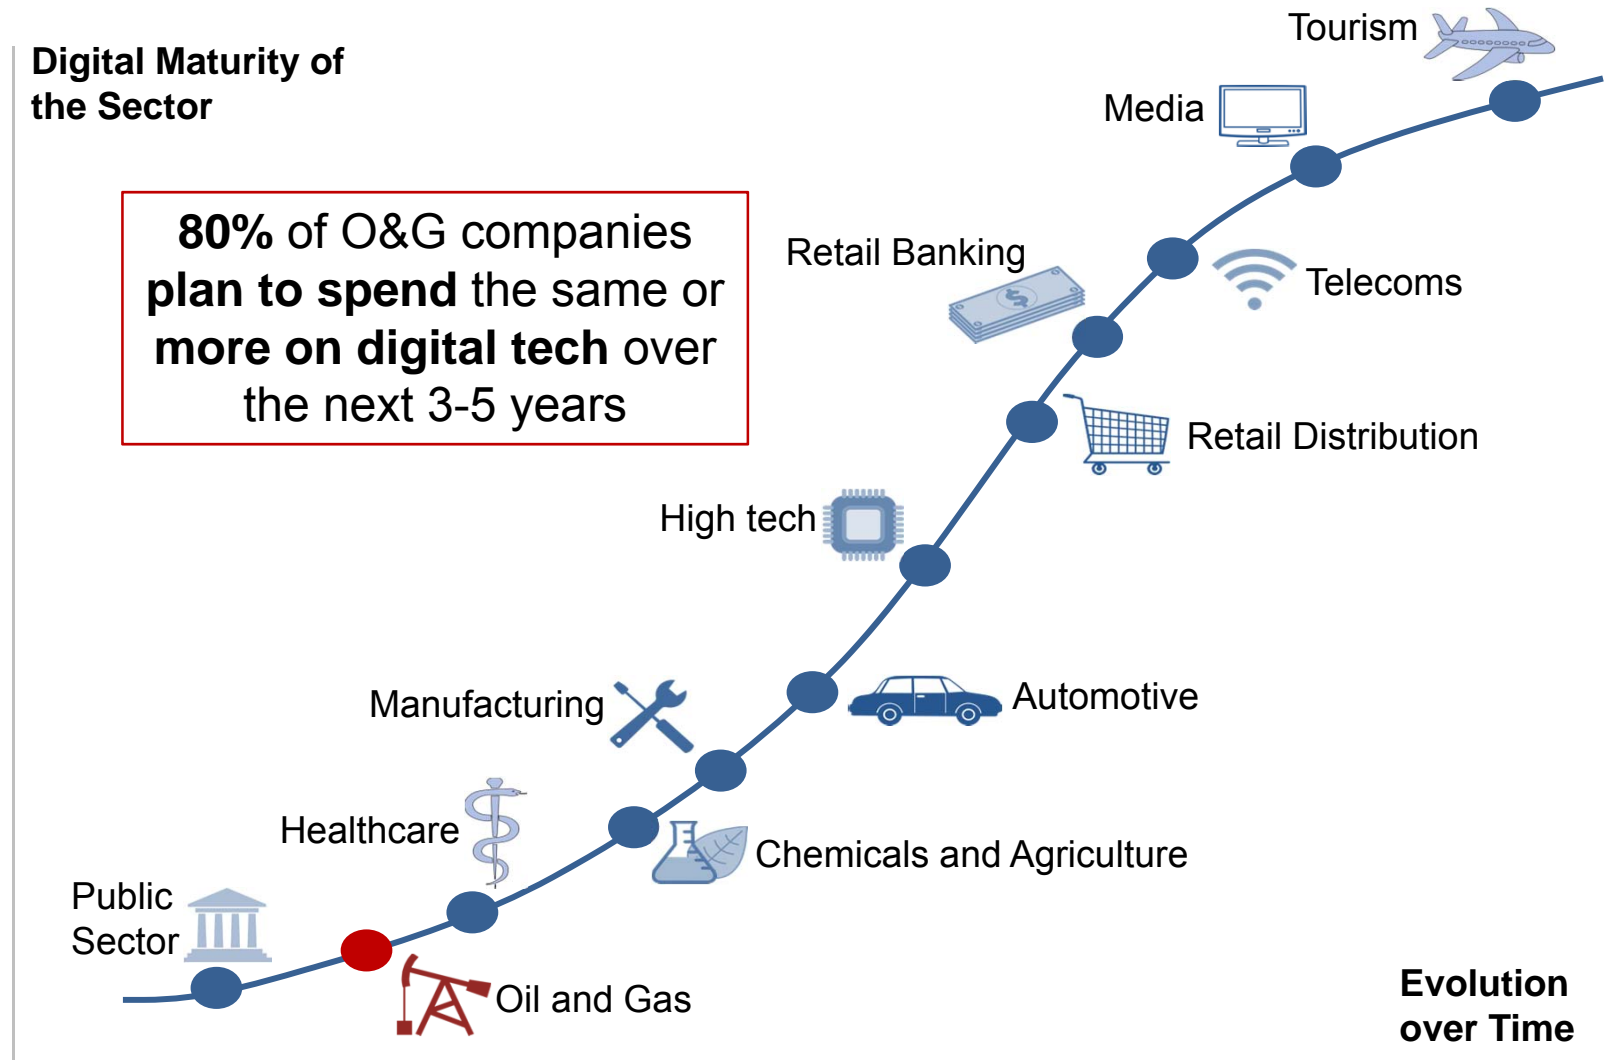 Tourism
Digital Maturity of
the Sector
Media
80% of O&G companies
plan to spend the same or
more on digital tech over
the next 3-5 years
Retail Banking
$
Telecoms
Retail Distribution
High tech
Manufacturing
Automotive
Healthcare
Chemicals and Agriculture
Public
Sector
Oil and Gas
Evolution
over Time